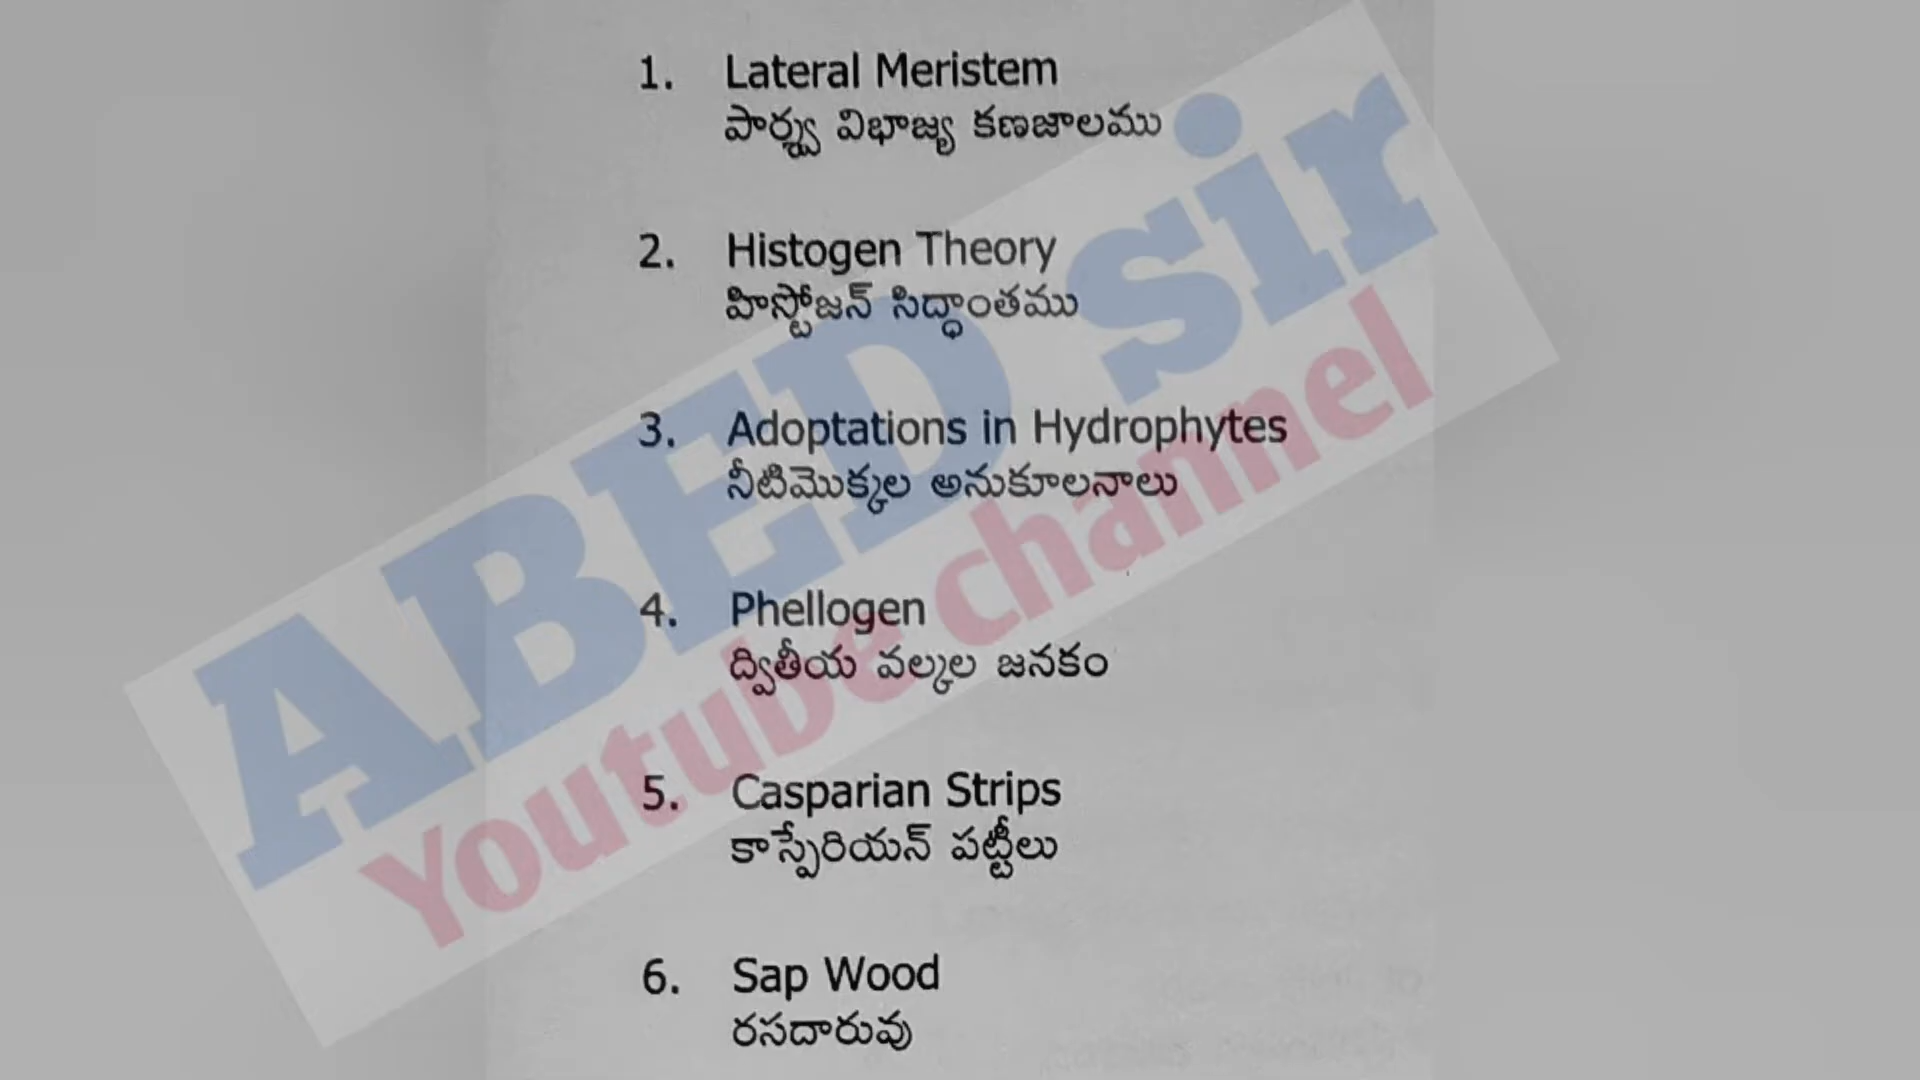 1. Lateral Meristem
పార్శ్వ విభాజ్య కణజాలము
2. Histogen Theory
హిస్టోజన్ సిద్ధాంతము
3. Adoptations in Hydrophytes
నీటిమొక్కల అనుకూలనాలు
4. Phellogen
ద్వితీయ వల్కల జనకం
5. Casparian Strips
కాస్పేరియన్ పట్టీలు
6. Sap Wood
రసదారువు
ABED sir
Youtube channel